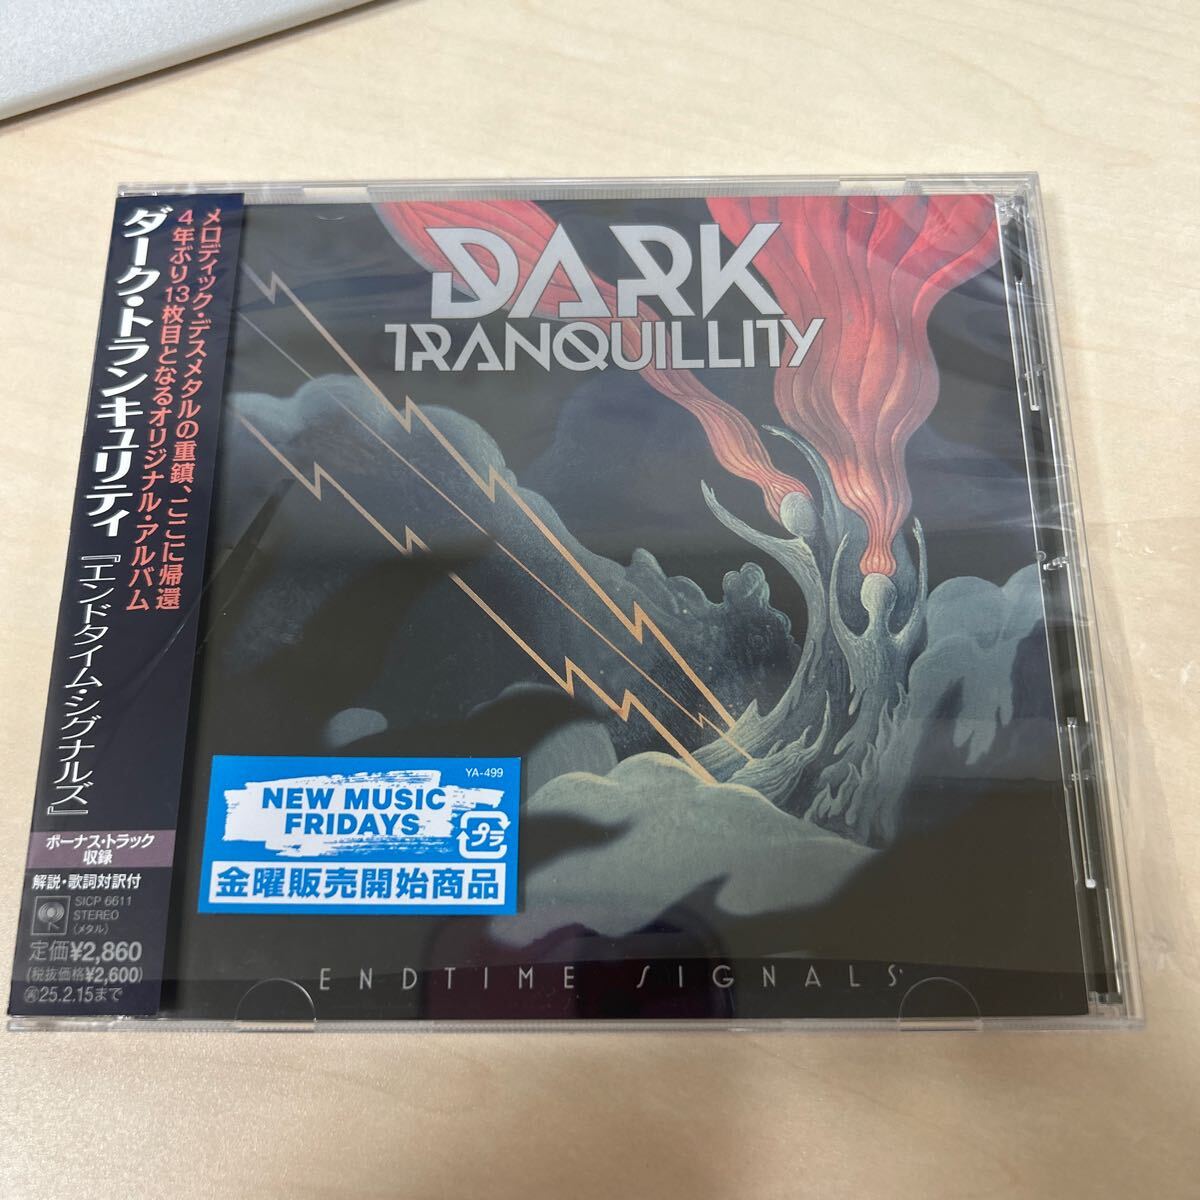 メロディック・デスメタルの重鎮、ここに帰還
4年ぶり13枚目となるオリジナル・アルバム
ダーク・トランキュリティ『エンドタイム・シグナルズ』
ボーナス・トラック
収録
解説・歌詞対訳付
SICP 6611
STEREO
(メタル)
定価¥2,860
(税抜価格¥2,600)
25.2.15まで
DARK
TRANQUILLITY
YA-499
NEW MUSIC
FRIDAYS
プラ
金曜販売開始商品
ENDTIME SIGNALS